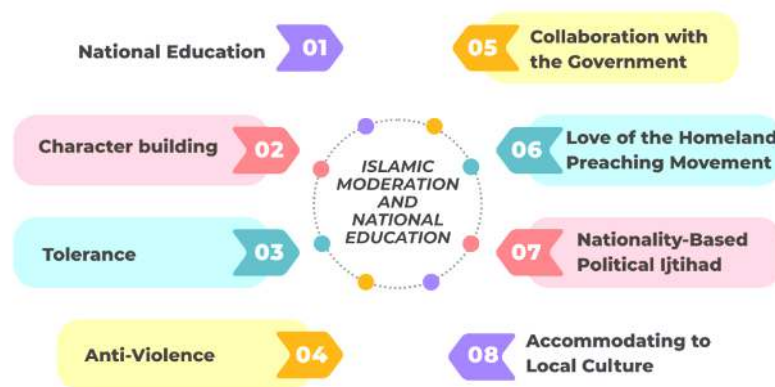 National Education 01
Character building 02
Tolerance 03
Anti-Violence 04
ISLAMIC
MODERATION
AND
NATIONAL
EDUCATION
05 Collaboration with
the Government
06 Love of the Homeland
Preaching Movement
07 Nationality-Based
Political Ijtihad
08 Accommodating to
Local Culture